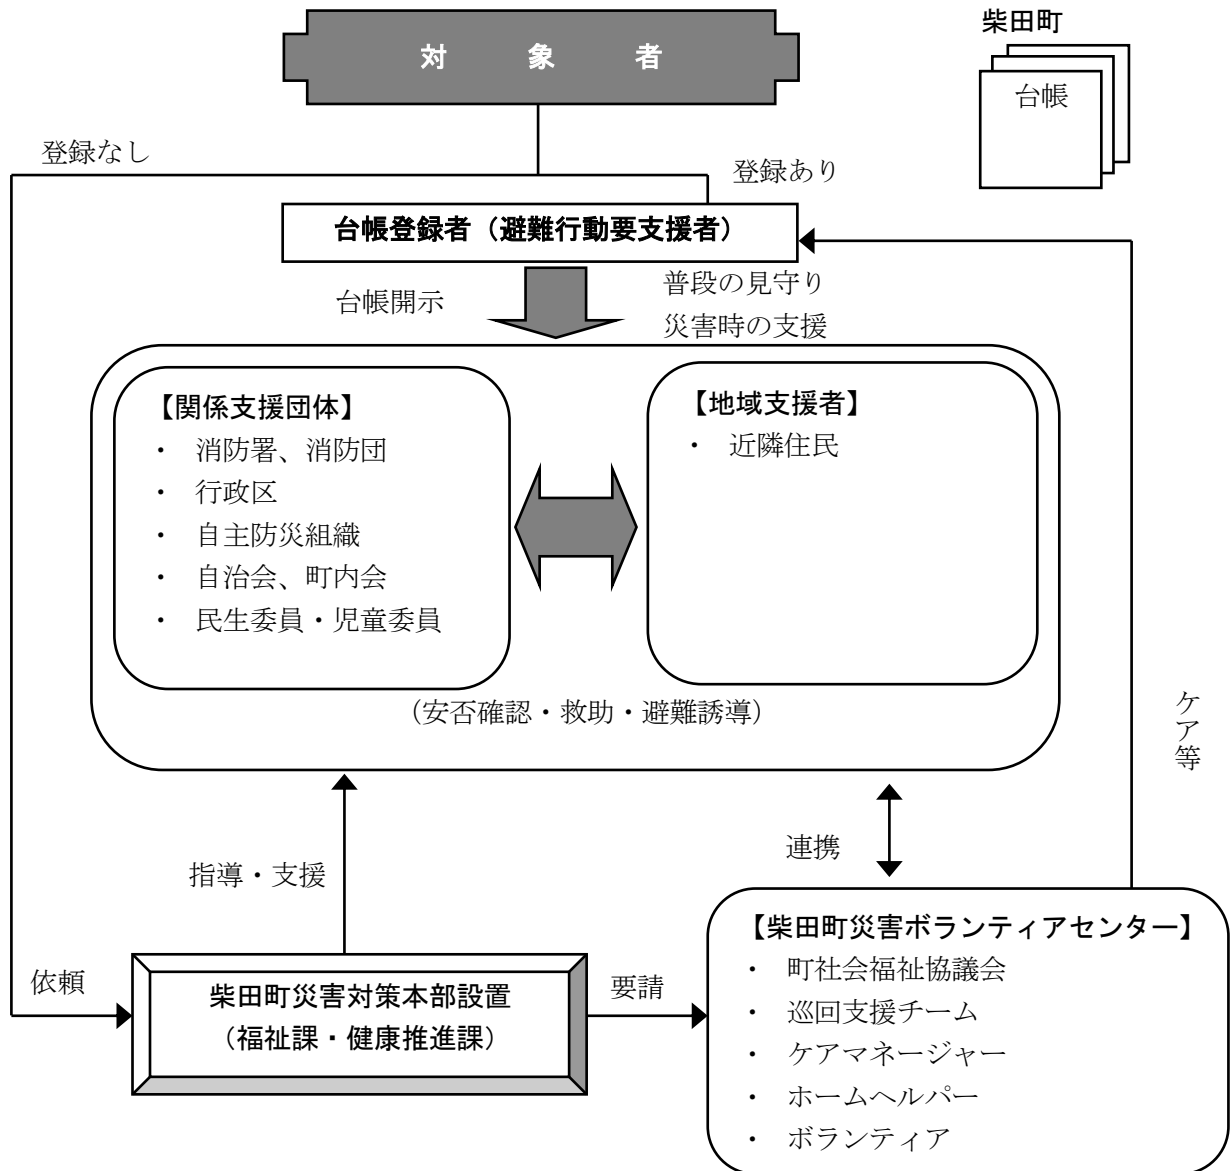 対　象　者
柴田町
台帳
登録なし
登録あり
台帳登録者（避難行動要支援者）
台帳開示
普段の見守り
災害時の支援
【関係支援団体】
・ 消防署、消防団
・ 行政区
・ 自主防災組織
・ 自治会、町内会
・ 民生委員・児童委員
【地域支援者】
・ 近隣住民
（安否確認・救助・避難誘導）
ケア等
指導・支援
連携
依頼
柴田町災害対策本部設置
（福祉課・健康推進課）
要請
【柴田町災害ボランティアセンター】
・ 町社会福祉協議会
・ 巡回支援チーム
・ ケアマネージャー
・ ホームヘルパー
・ ボランティア